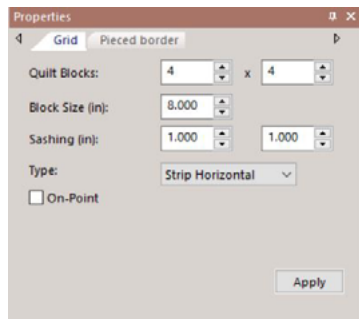 Properties
Grid Pieced border
Quilt Blocks: 4 x 4
Block Size (in): 8.000
Sashing (in): 1.000 1.000
Type: Strip Horizontal
On-Point
Apply